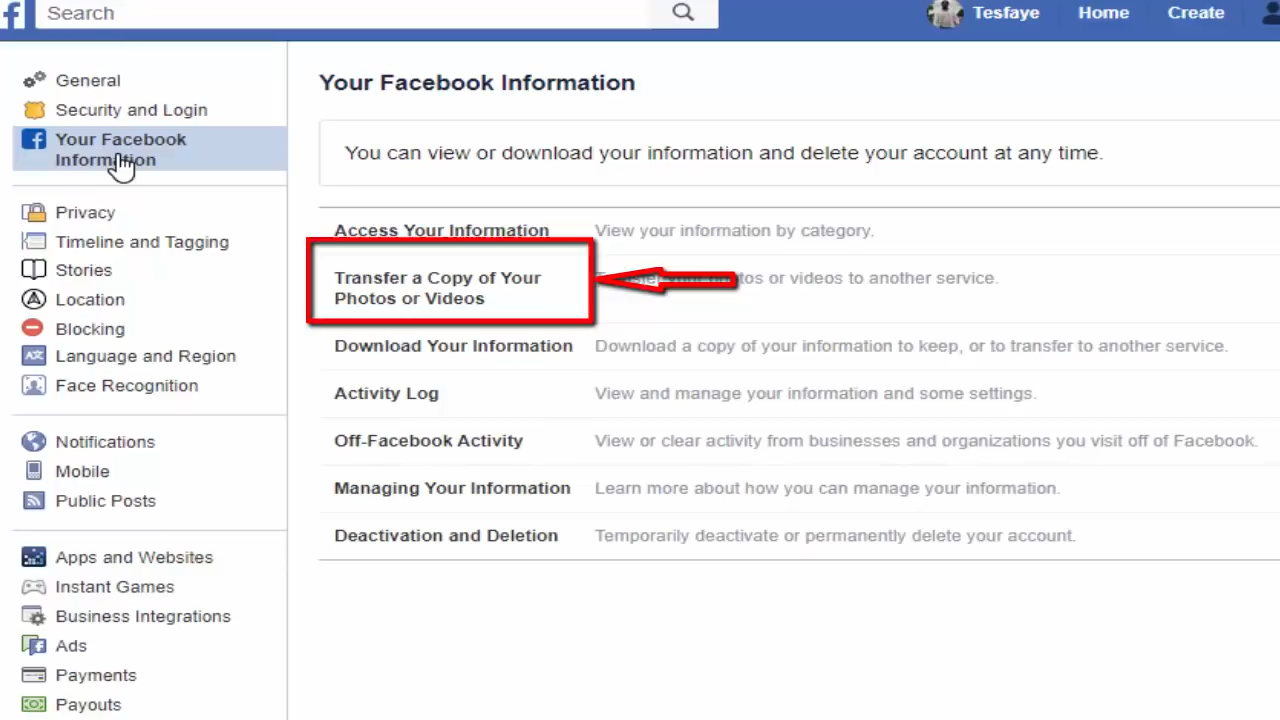 f
Search
Tesfaye
Home
Create
General
Security and Login
Your Facebook
Information
Privacy
Timeline and Tagging
Stories
Location
Blocking
Language and Region
Face Recognition
Notifications
Mobile
Public Posts
Apps and Websites
Instant Games
Business Integrations
Ads
Payments
Payouts
Your Facebook Information
You can view or download your information and delete your account at any time.
Access Your Information
View your information by category.
Transfer a Copy of Your
Photos or Videos
your photos or videos to another service.
Download Your Information
Download a copy of your information to keep, or to transfer to another service.
Activity Log
View and manage your information and some settings.
Off-Facebook Activity
View or clear activity from businesses and organizations you visit off of Facebook.
Managing Your Information
Learn more about how you can manage your information.
Deactivation and Deletion
Temporarily deactivate or permanently delete your account.